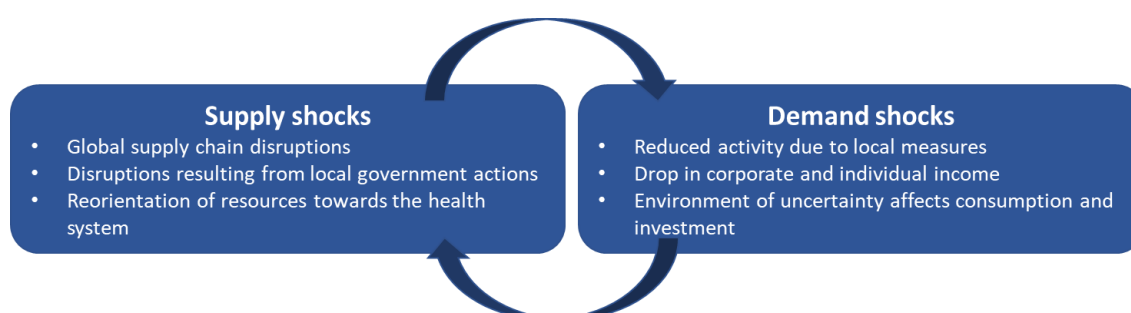 Supply shocks
• Global supply chain disruptions
• Disruptions resulting from local government actions
• Reorientation of resources towards the health
system
Demand shocks
• Reduced activity due to local measures
• Drop in corporate and individual income
• Environment of uncertainty affects consumption and
investment